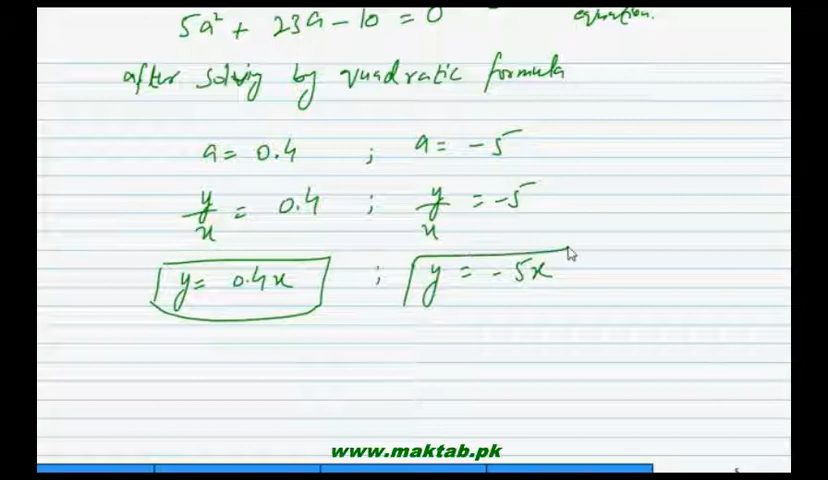 5a² + 23a - 10 = 0 equation.
after solving by quadratic formula
a = 0.4 ; a = -5
y/x = 0.4 ; y/x = -5
y = 0.4x ; y = -5x
www.maktab.pk